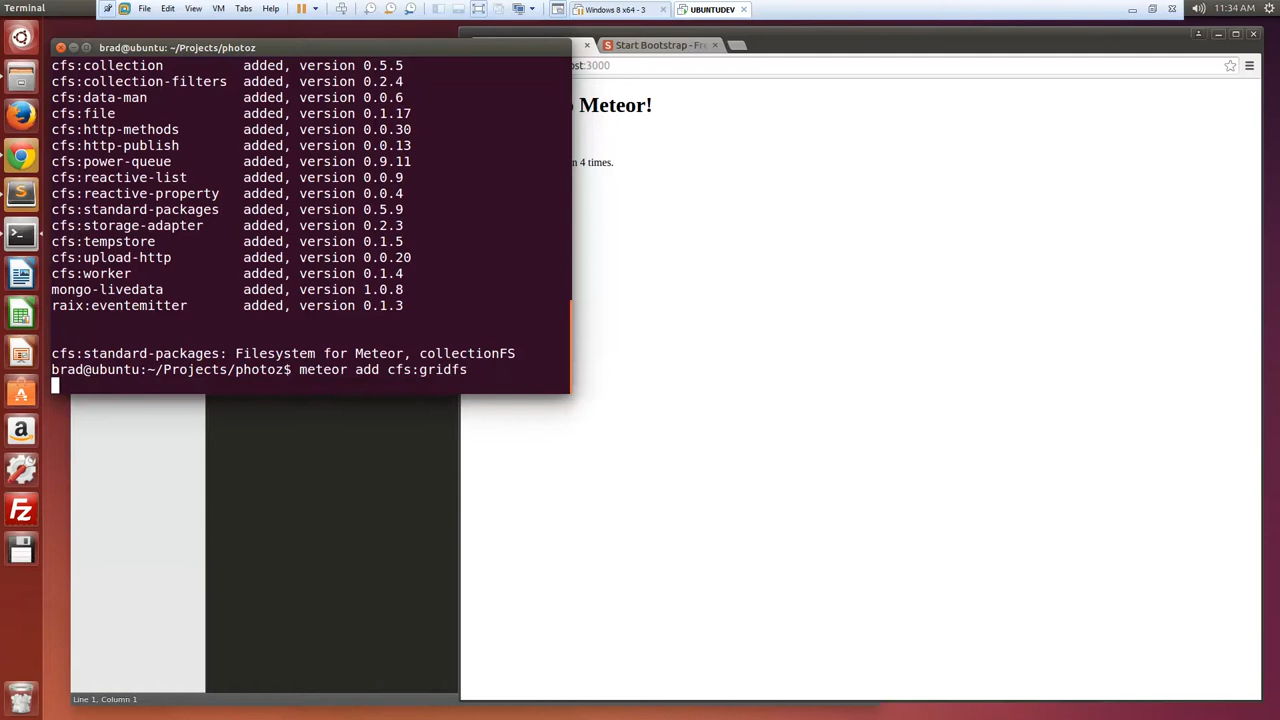 Terminal
File Edit View VM Tabs Help
Windows 8 x64 - 3
UBUNTUDEV
11:34 AM
brad@ubuntu: ~/Projects/photoz
Start Bootstrap - Fre
ost:3000
cfs:collection added, version 0.5.5
cfs:collection-filters added, version 0.2.4
cfs:data-man added, version 0.0.6
cfs:file added, version 0.1.17
cfs:http-methods added, version 0.0.30
cfs:http-publish added, version 0.0.13
cfs:power-queue added, version 0.9.11
cfs:reactive-list added, version 0.0.9
cfs:reactive-property added, version 0.0.4
cfs:standard-packages added, version 0.5.9
cfs:storage-adapter added, version 0.2.3
cfs:tempstore added, version 0.1.5
cfs:upload-http added, version 0.0.20
cfs:worker added, version 0.1.4
mongo-livedata added, version 1.0.8
raix:eventemitter added, version 0.1.3
cfs:standard-packages: Filesystem for Meteor, collectionFS
brad@ubuntu:~/Projects/photoz$ meteor add cfs:gridfs
Meteor!
n 4 times.
Line 1, Column 1